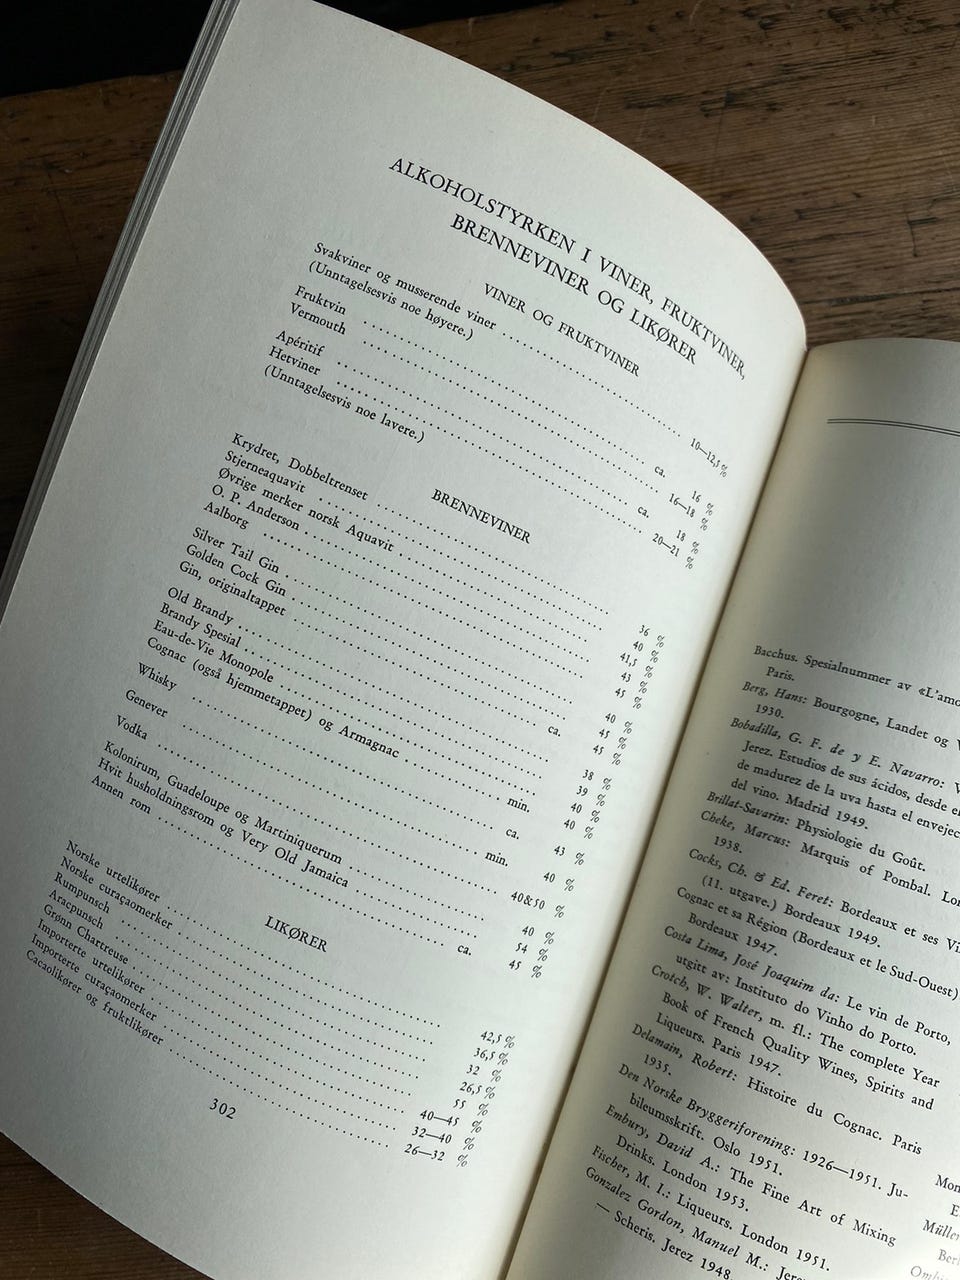 ALKOHOLSTYRKEN I VINER, FRUKTVINER,
BRENNEVINER OG LIKØRER
VINER OG FRUKTVINER
Svakviner og musserende viner . . . . . . . . . . . . . . . . . . . . 10—12,5 %
(Unntagelsesvis noe høyere.)
Fruktvin . . . . . . . . . . . . . . . . . . . . ca. 16 %
Vermouth . . . . . . . . . . . . . . . . . . . . 16—18 %
Apéritif . . . . . . . . . . . . . . . . . . . . ca. 18 %
Hetviner . . . . . . . . . . . . . . . . . . . . 20—21 %
(Unntagelsesvis noe lavere.)
BRENNEVINER
Krydret, Dobbeltrenset . . . . . . . . . . . . . . . . . . . . 36 %
Stjerneaquavit . . . . . . . . . . . . . . . . . . . . 40 %
Øvrige merker norsk Aquavit . . . . . . . . . . . . . . . . . . . . 41,5 %
O. P. Anderson . . . . . . . . . . . . . . . . . . . . 43 %
Aalborg . . . . . . . . . . . . . . . . . . . . 45 %
Silver Tail Gin . . . . . . . . . . . . . . . . . . . . 40 %
Golden Cock Gin . . . . . . . . . . . . . . . . . . . . 45 %
Gin, originaltappet . . . . . . . . . . . . . . . . . . . . ca. 45 %
Old Brandy . . . . . . . . . . . . . . . . . . . . 38 %
Brandy Spesial . . . . . . . . . . . . . . . . . . . . 39 %
Eau-de-Vie Monopole . . . . . . . . . . . . . . . . . . . . 40 %
Cognac (også hjemmetappet) og Armagnac . . . . . . . . . . min. 40 %
Whisky . . . . . . . . . . . . . . . . . . . . ca. 43 %
Genever . . . . . . . . . . . . . . . . . . . . min. 40 %
Vodka . . . . . . . . . . . . . . . . . . . . 40&50 %
Kolonirum, Guadeloupe og Martiniquerum . . . . . . . . . . 40 %
Hvit husholdningsrom og Very Old Jamaica . . . . . . . . . . 54 %
Annen rom . . . . . . . . . . . . . . . . . . . . ca. 45 %
LIKØRER
Norske urtelikører . . . . . . . . . . . . . . . . . . . . 42,5 %
Norske curaçaomerker . . . . . . . . . . . . . . . . . . . . 36,5 %
Rumpunsch . . . . . . . . . . . . . . . . . . . . 32 %
Aracpunsch . . . . . . . . . . . . . . . . . . . . 26,5 %
Grønn Chartreuse . . . . . . . . . . . . . . . . . . . . 55 %
Importerte urtelikører . . . . . . . . . . . . . . . . . . . . 40—45 %
Importerte curaçaomerker . . . . . . . . . . . . . . . . . . . . 32—40 %
Cacaolikører og fruktlikører . . . . . . . . . . . . . . . . . . . . 26—32 %
302
Bacchus. Spesialnummer av «L'amo
Paris.
Berg, Hans: Bourgogne, Landet og V
1930.
Bobadilla, G. F. de y E. Navarro: V
Jerez. Estudios de sus ácidos, desde el
de madurez de la uva hasta el envejec
del vino. Madrid 1949.
Brillat-Savarin: Physiologie du Goût.
Cheke, Marcus: Marquis of Pombal. Lon
1938.
Cocks, Ch. & Ed. Feret: Bordeaux et ses Vi
(11. utgave.) Bordeaux 1949.
Cognac et sa Région (Bordeaux et le Sud-Ouest)
Bordeaux 1947.
Costa Lima, José Joaquim da: Le vin de Porto,
utgitt av: Instituto do Vinho do Porto.
Crotch, W. Walter, m. fl.: The complete Year
Book of French Quality Wines, Spirits and
Liqueurs. Paris 1947.
Delamain, Robert: Histoire du Cognac. Paris
1935.
Den Norske Bryggeriforening: 1926—1951. Ju-
bileumsskrift. Oslo 1951.
Embury, David A.: The Fine Art of Mixing
Drinks. London 1953.
Fischer, M. I.: Liqueurs. London 1951.
Gonzalez Gordon, Manuel M.: Jere
— Scheris. Jerez 1948.
Mon
E
Müller
Berl
Ombi